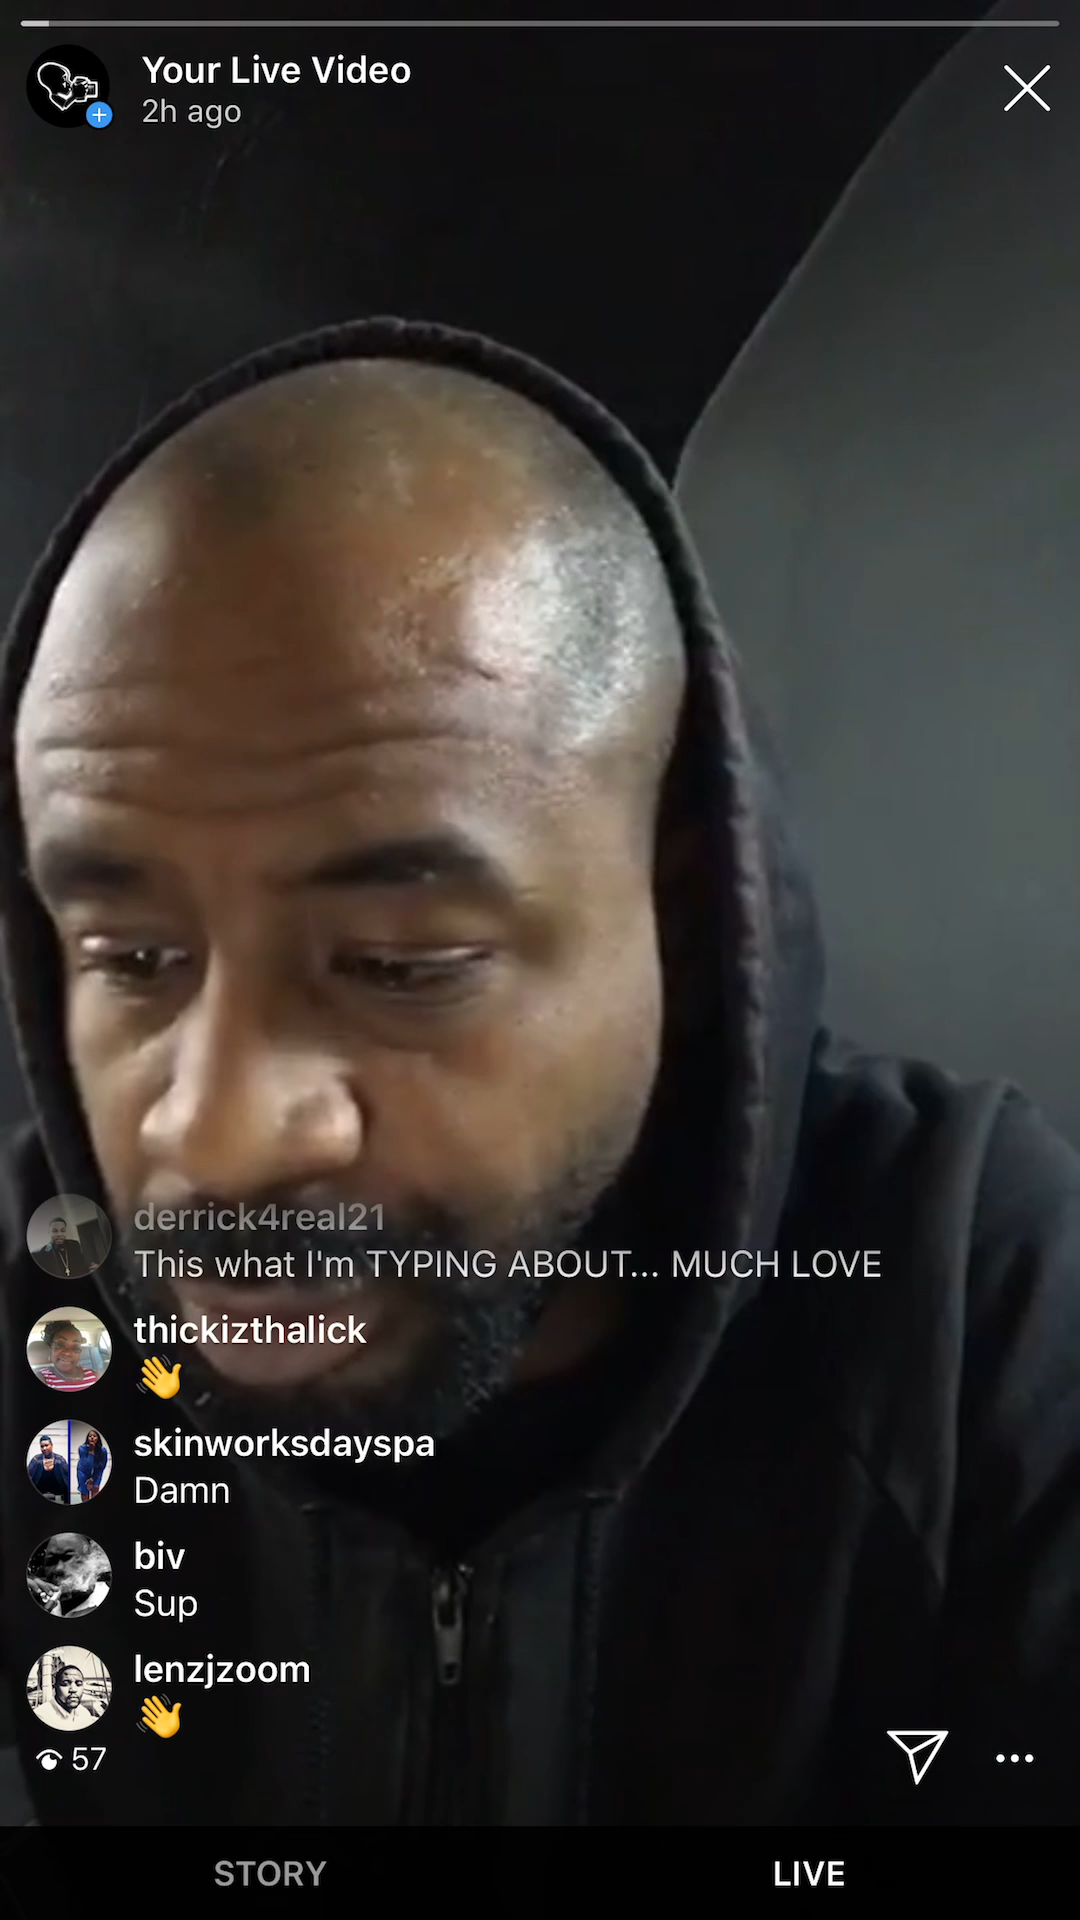 Your Live Video
2h ago
derrick4real21
This what I'm TYPING ABOUT... MUCH LOVE
thickizthalick
👋
skinworksdayspa
Damn
biv
Sup
lenzjzoom
👋
57
STORY
LIVE